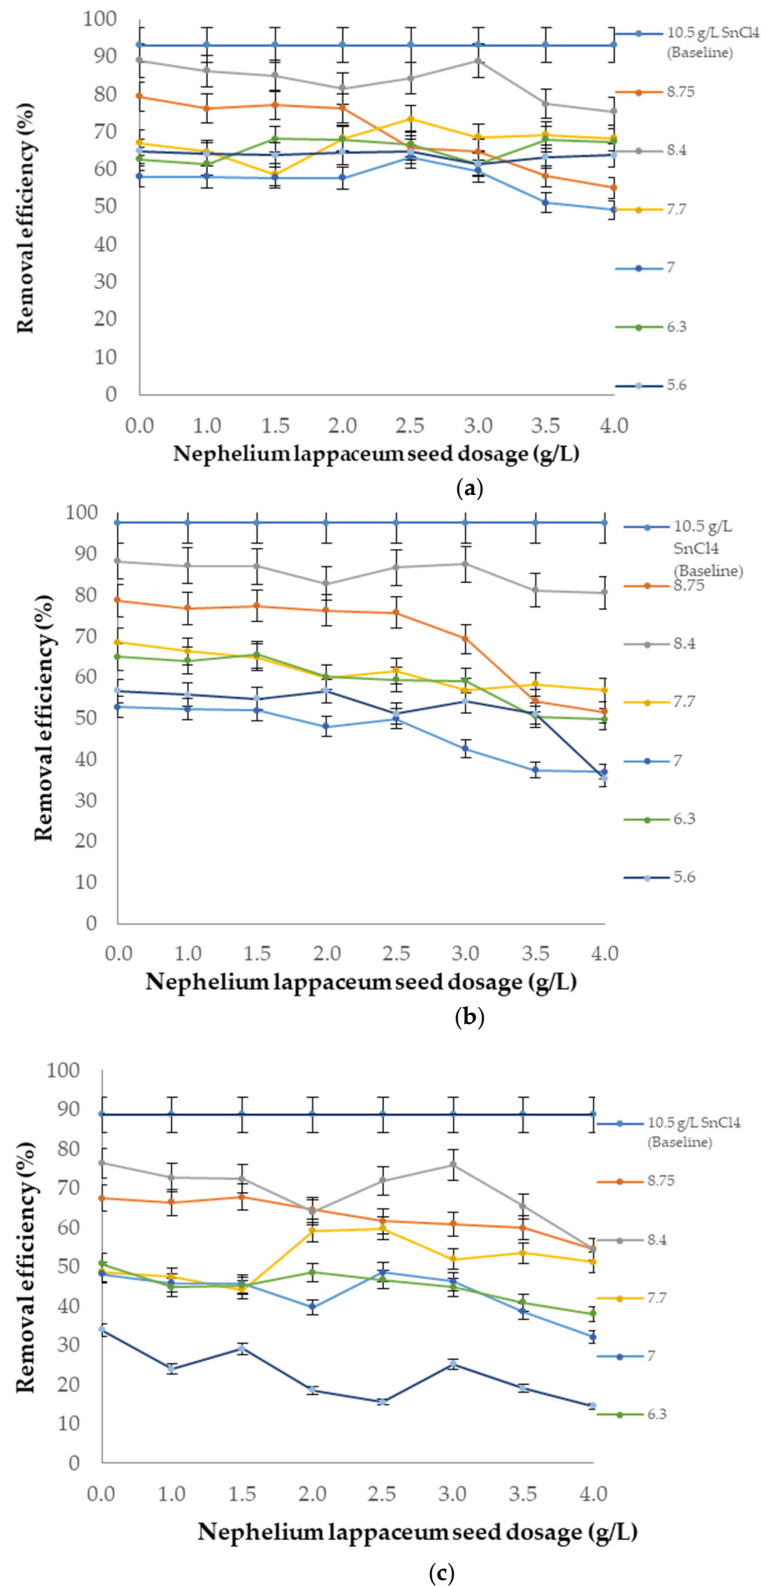 100
90
80
70
60
50
40
30
20
10
0
Removal efficiency (%)
0.0 1.0 1.5 2.0 2.5 3.0 3.5 4.0
Nephelium lappaceum seed dosage (g/L)
10.5 g/L SnCl4
(Baseline)
8.75
8.4
7.7
7
6.3
5.6
(a)
100
90
80
70
60
50
40
30
20
10
0
Removal efficiency (%)
0.0 1.0 1.5 2.0 2.5 3.0 3.5 4.0
Nephelium lappaceum seed dosage (g/L)
10.5 g/L
SnCl4
(Baseline)
8.75
8.4
7.7
7
6.3
5.6
(b)
100
90
80
70
60
50
40
30
20
10
0
Removal efficiency (%)
0.0 1.0 1.5 2.0 2.5 3.0 3.5 4.0
Nephelium lappaceum seed dosage (g/L)
10.5 g/L SnCl4
(Baseline)
8.75
8.4
7.7
7
6.3
(c)